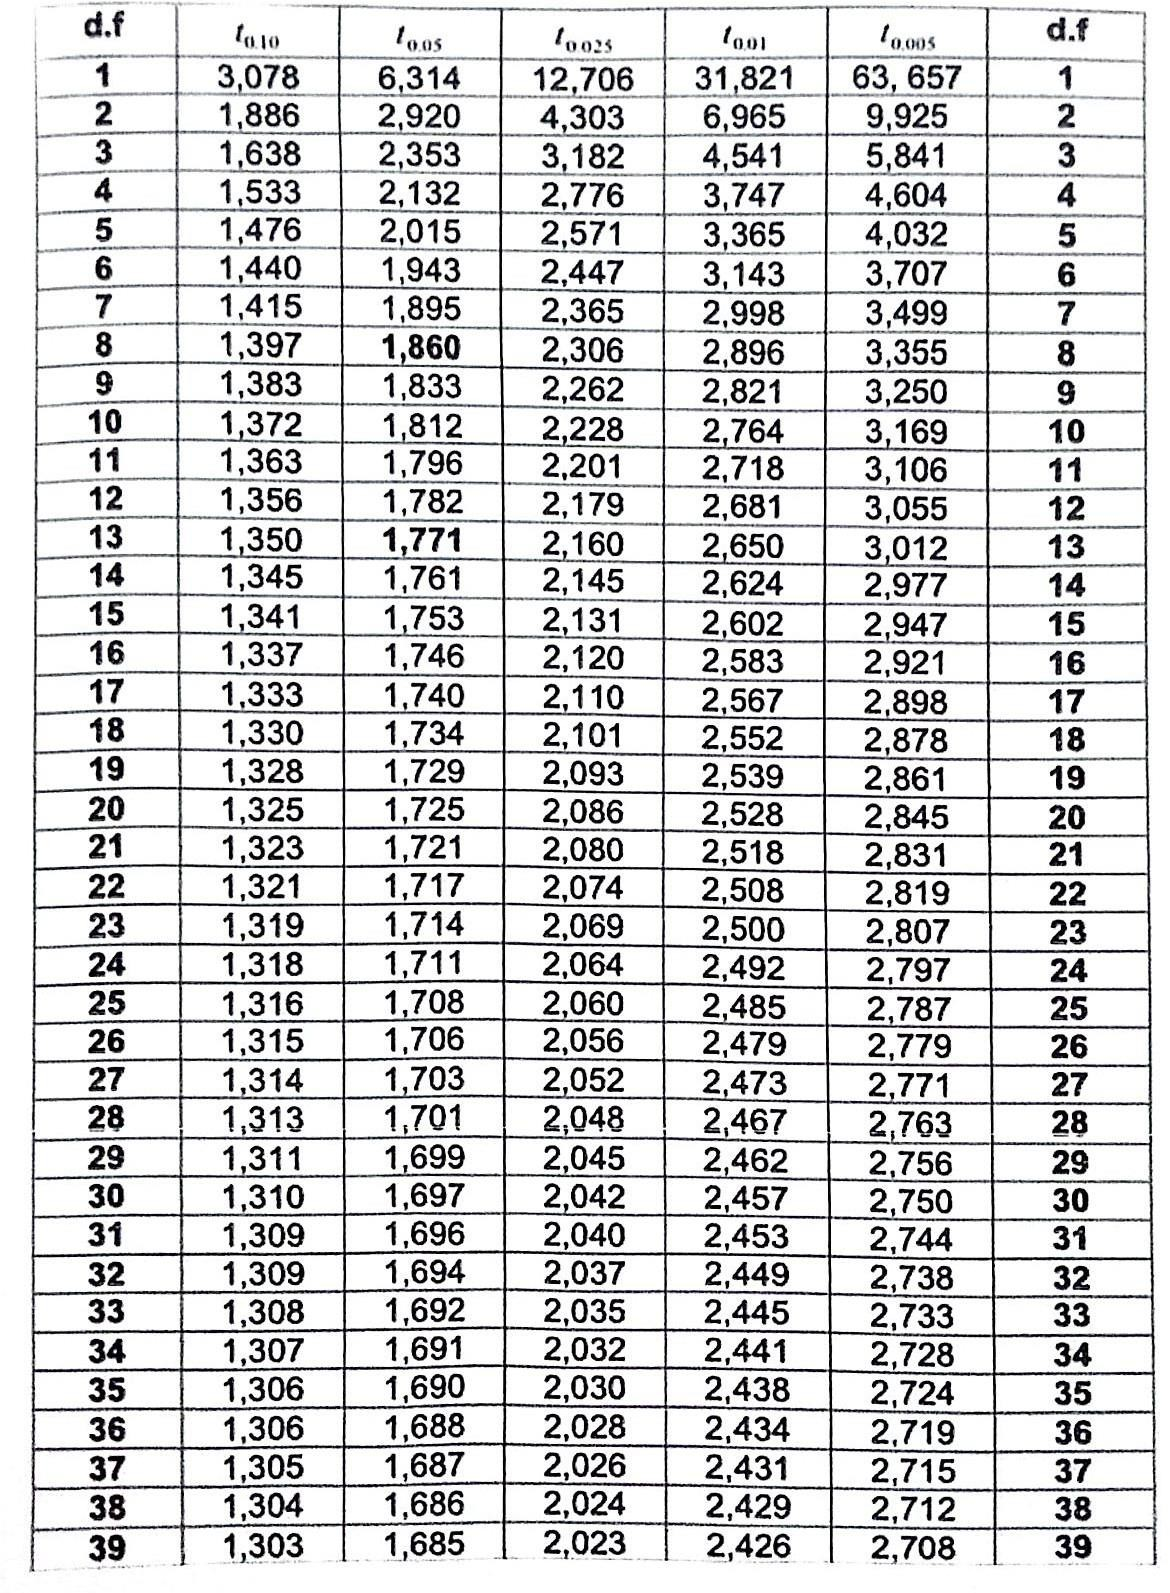 d.f t0.10 t0.05 t0.025 t0.01 t0.005 d.f
1 3,078 6,314 12,706 31,821 63, 657 1
2 1,886 2,920 4,303 6,965 9,925 2
3 1,638 2,353 3,182 4,541 5,841 3
4 1,533 2,132 2,776 3,747 4,604 4
5 1,476 2,015 2,571 3,365 4,032 5
6 1,440 1,943 2,447 3,143 3,707 6
7 1,415 1,895 2,365 2,998 3,499 7
8 1,397 1,860 2,306 2,896 3,355 8
9 1,383 1,833 2,262 2,821 3,250 9
10 1,372 1,812 2,228 2,764 3,169 10
11 1,363 1,796 2,201 2,718 3,106 11
12 1,356 1,782 2,179 2,681 3,055 12
13 1,350 1,771 2,160 2,650 3,012 13
14 1,345 1,761 2,145 2,624 2,977 14
15 1,341 1,753 2,131 2,602 2,947 15
16 1,337 1,746 2,120 2,583 2,921 16
17 1,333 1,740 2,110 2,567 2,898 17
18 1,330 1,734 2,101 2,552 2,878 18
19 1,328 1,729 2,093 2,539 2,861 19
20 1,325 1,725 2,086 2,528 2,845 20
21 1,323 1,721 2,080 2,518 2,831 21
22 1,321 1,717 2,074 2,508 2,819 22
23 1,319 1,714 2,069 2,500 2,807 23
24 1,318 1,711 2,064 2,492 2,797 24
25 1,316 1,708 2,060 2,485 2,787 25
26 1,315 1,706 2,056 2,479 2,779 26
27 1,314 1,703 2,052 2,473 2,771 27
28 1,313 1,701 2,048 2,467 2,763 28
29 1,311 1,699 2,045 2,462 2,756 29
30 1,310 1,697 2,042 2,457 2,750 30
31 1,309 1,696 2,040 2,453 2,744 31
32 1,309 1,694 2,037 2,449 2,738 32
33 1,308 1,692 2,035 2,445 2,733 33
34 1,307 1,691 2,032 2,441 2,728 34
35 1,306 1,690 2,030 2,438 2,724 35
36 1,306 1,688 2,028 2,434 2,719 36
37 1,305 1,687 2,026 2,431 2,715 37
38 1,304 1,686 2,024 2,429 2,712 38
39 1,303 1,685 2,023 2,426 2,708 39